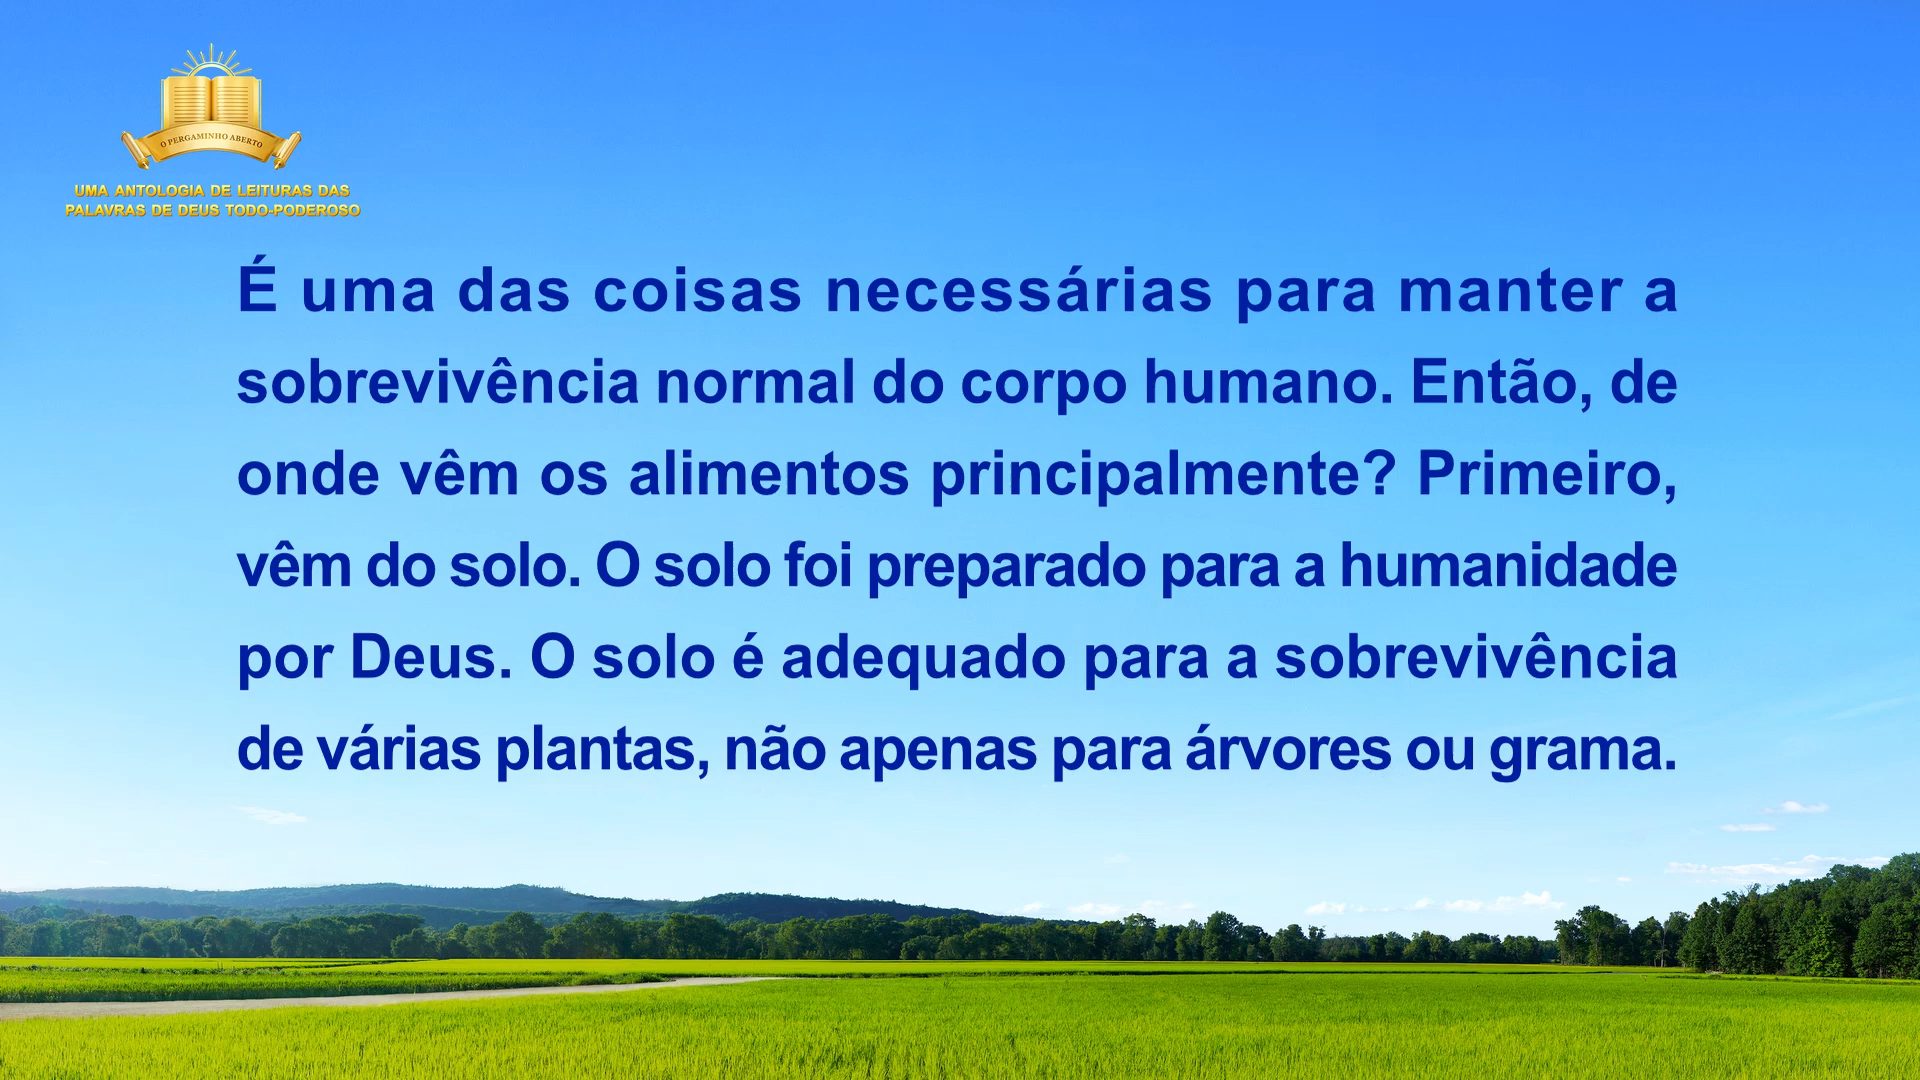 O PERGAMINHO ABERTO
UMA ANTOLOGIA DE LEITURAS DAS
PALAVRAS DE DEUS TODO-PODEROSO
É uma das coisas necessárias para manter a
sobrevivência normal do corpo humano. Então, de
onde vêm os alimentos principalmente? Primeiro,
vêm do solo. O solo foi preparado para a humanidade
por Deus. O solo é adequado para a sobrevivência
de várias plantas, não apenas para árvores ou grama.